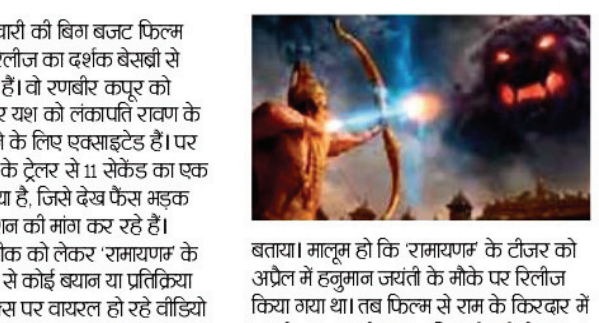 वारी की बिग बजट फिल्म
रिलीज का दर्शक बेसब्री से
हैं। वो रणबीर कपूर को
र यश को लंकापति रावण के
के लिए एक्साइटेड हैं। पर
के ट्रेलर से 11 सेकेंड का एक
या है, जिसे देख फैंस भड़क
शन की मांग कर रहे हैं।
लीक को लेकर 'रामायणम' के
से कोई बयान या प्रतिक्रिया
क्स पर वायरल हो रहे वीडियो
बताया। मालूम हो कि 'रामायणम' के टीजर को
अप्रैल में हनुमान जयंती के मौके पर रिलीज
किया गया था। तब फिल्म से राम के किरदार में